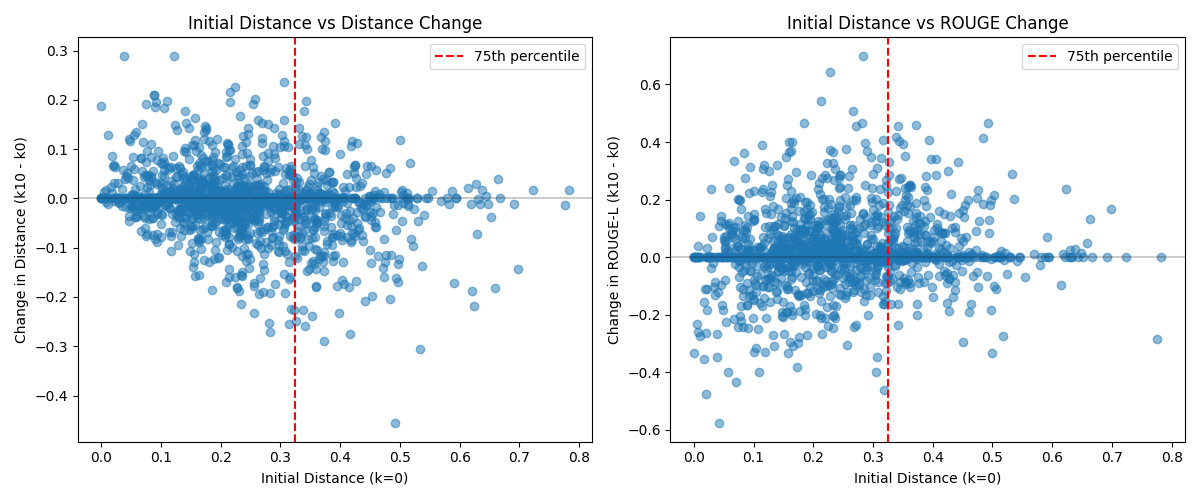 Initial Distance vs Distance Change
75th percentile
0.3
0.2
0.1
0.0
−0.1
−0.2
−0.3
−0.4
Change in Distance (k10 - k0)
0.0 0.1 0.2 0.3 0.4 0.5 0.6 0.7 0.8
Initial Distance (k=0)
Initial Distance vs ROUGE Change
75th percentile
0.6
0.4
0.2
0.0
−0.2
−0.4
−0.6
Change in ROUGE-L (k10 - k0)
0.0 0.1 0.2 0.3 0.4 0.5 0.6 0.7 0.8
Initial Distance (k=0)